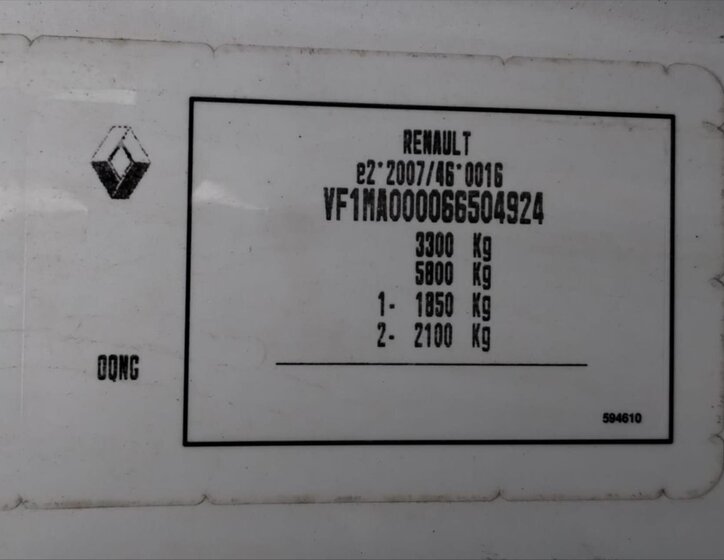 RENAULT
e2*2007/46*0016
VF1MA000066504924
3300 Kg
5800 Kg
1- 1850 Kg
2- 2100 Kg
OQNG
594610